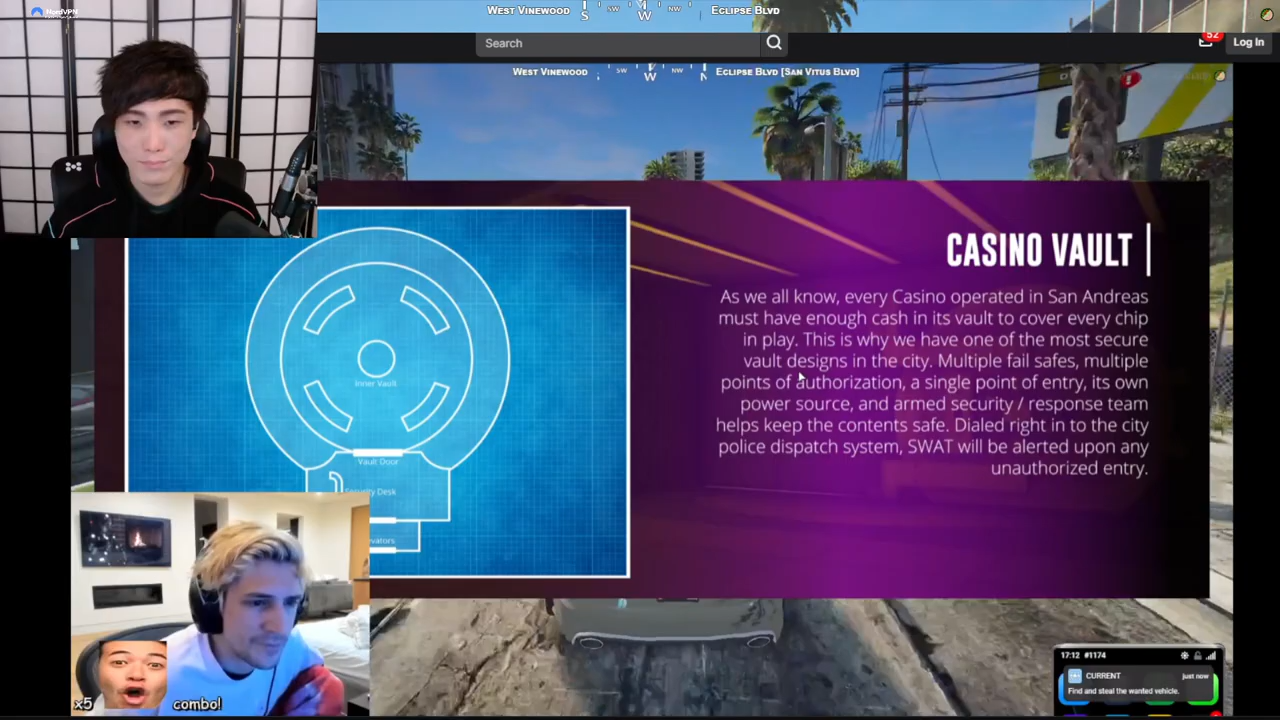 NordVPN
WEST VINEWOOD
S
SW
W
NW
ECLIPSE BLVD
Search
52
Log In
WEST VINEWOOD
SW
W
NW
N
ECLIPSE BLVD [SAN VITUS BLVD]
CASINO VAULT
As we all know, every Casino operated in San Andreas
must have enough cash in its vault to cover every chip
in play. This is why we have one of the most secure
vault designs in the city. Multiple fail safes, multiple
points of authorization, a single point of entry, its own
power source, and armed security / response team
helps keep the contents safe. Dialed right in to the city
police dispatch system, SWAT will be alerted upon any
unauthorized entry.
Inner Vault
Vault Door
Desk
x5
combo!
17:12 #1174
CURRENT
just now
Find and steal the wanted vehicle.